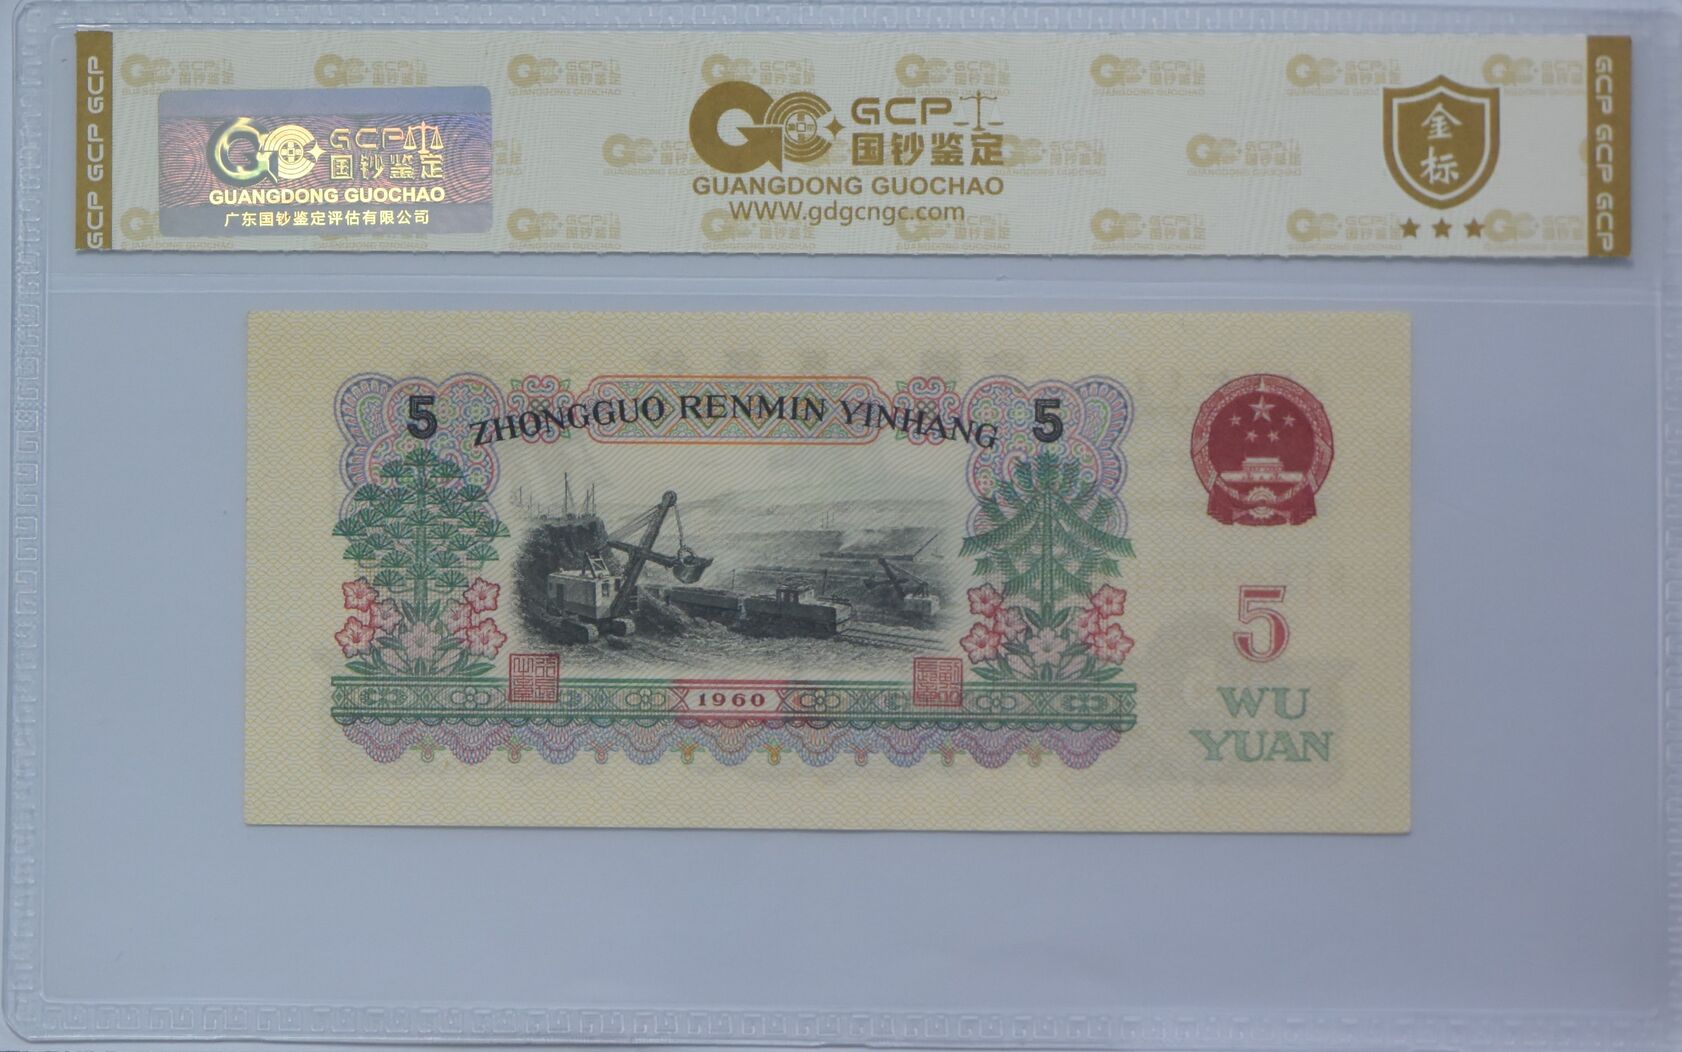 GCP GCP GCP
GCP
国钞鉴定
GUANGDONG GUOCHAO
广东国钞鉴定评估有限公司
GCP
国钞鉴定
GUANGDONG GUOCHAO
WWW.gdgcngc.com
金标
GCP GCP GCP
5 ZHONGGUO RENMIN YINHANG 5
1960
5
WU
YUAN